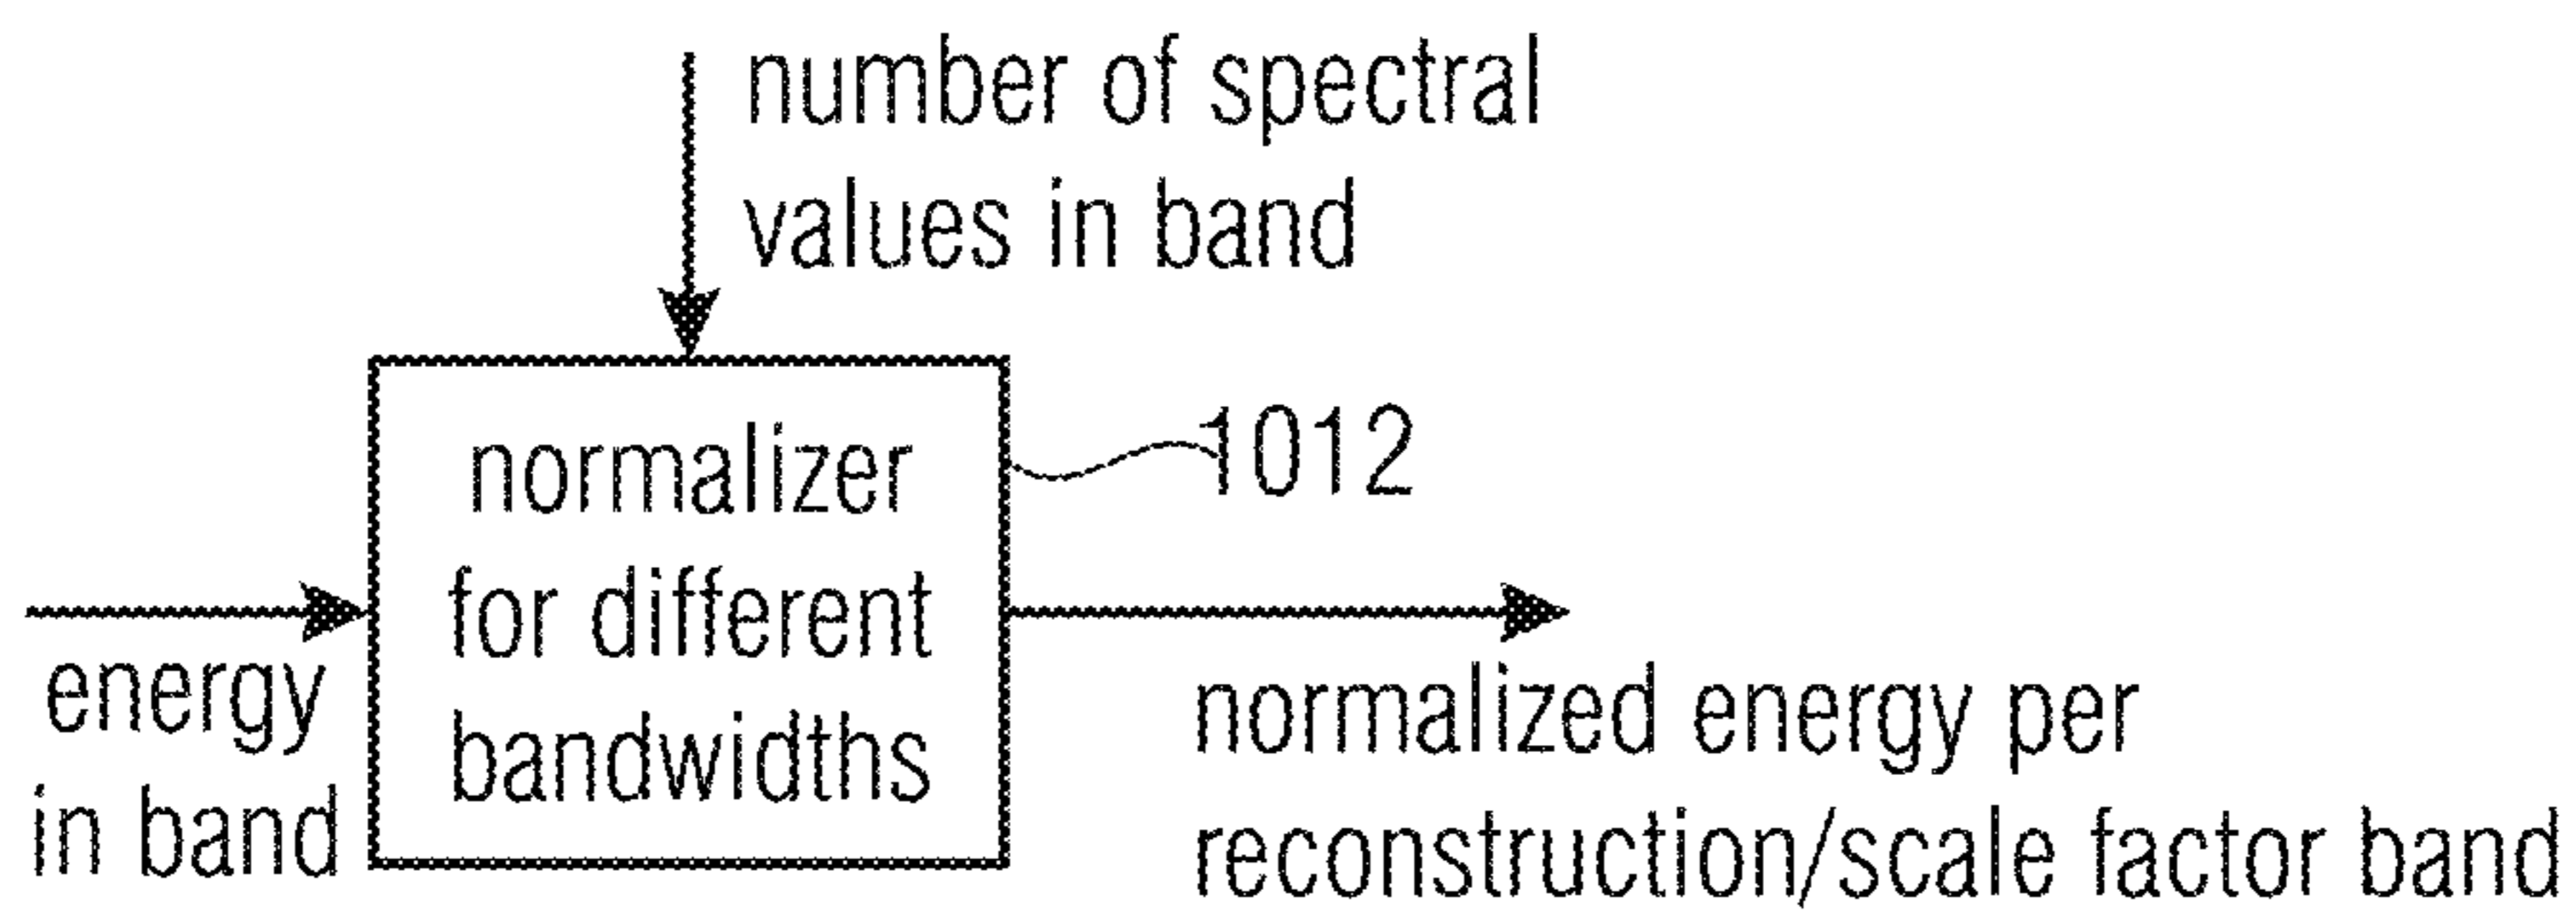 number of spectral
values in band
normalizer
for different
bandwidths
1012
energy
in band
normalized energy per
reconstruction/scale factor band